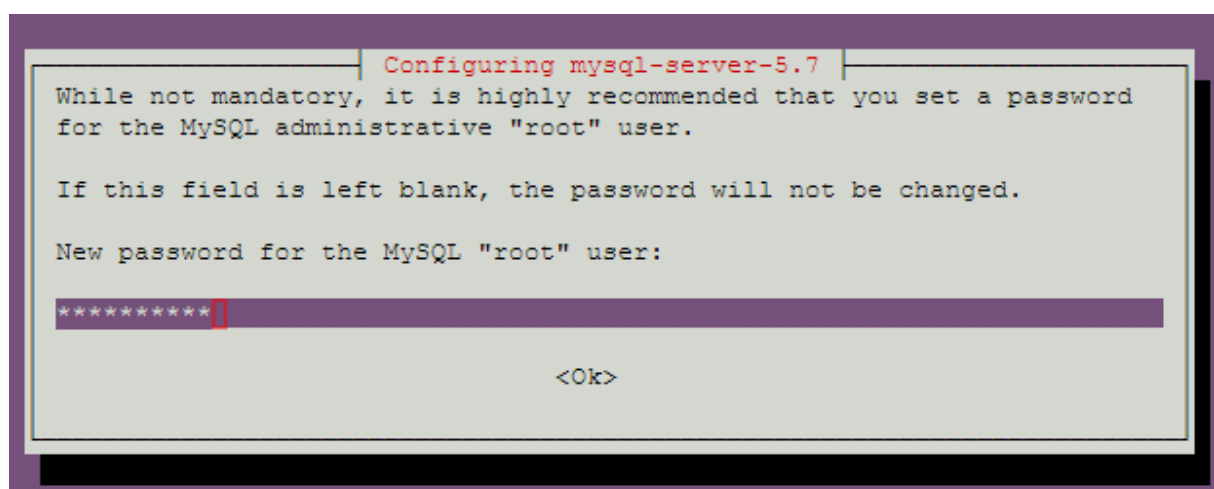 Configuring mysql-server-5.7
While not mandatory, it is highly recommended that you set a password
for the MySQL administrative "root" user.
If this field is left blank, the password will not be changed.
New password for the MySQL "root" user:
**********
<Ok>